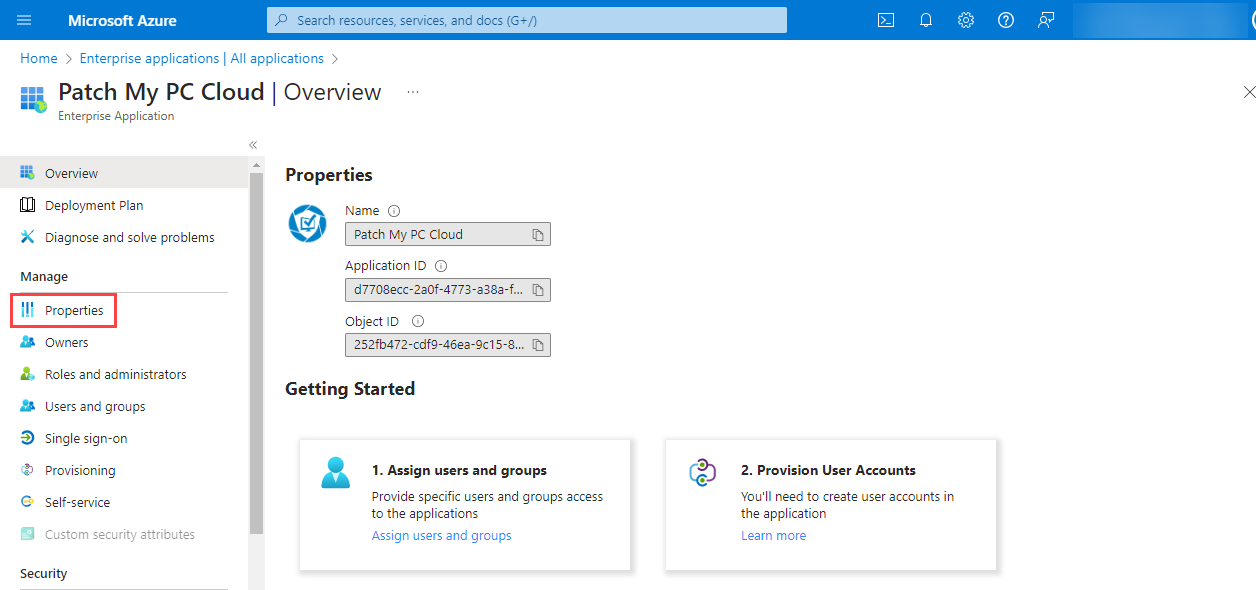 Microsoft Azure
Search resources, services, and docs (G+/)
Home > Enterprise applications | All applications >
Patch My PC Cloud | Overview ...
Enterprise Application
«
Overview
Deployment Plan
Diagnose and solve problems
Manage
Properties
Owners
Roles and administrators
Users and groups
Single sign-on
Provisioning
Self-service
Custom security attributes
Security
Properties
Name
Patch My PC Cloud
Application ID
d7708ecc-2a0f-4773-a38a-f...
Object ID
252fb472-cdf9-46ea-9c15-8...
Getting Started
1. Assign users and groups
Provide specific users and groups access
to the applications
Assign users and groups
2. Provision User Accounts
You'll need to create user accounts in
the application
Learn more